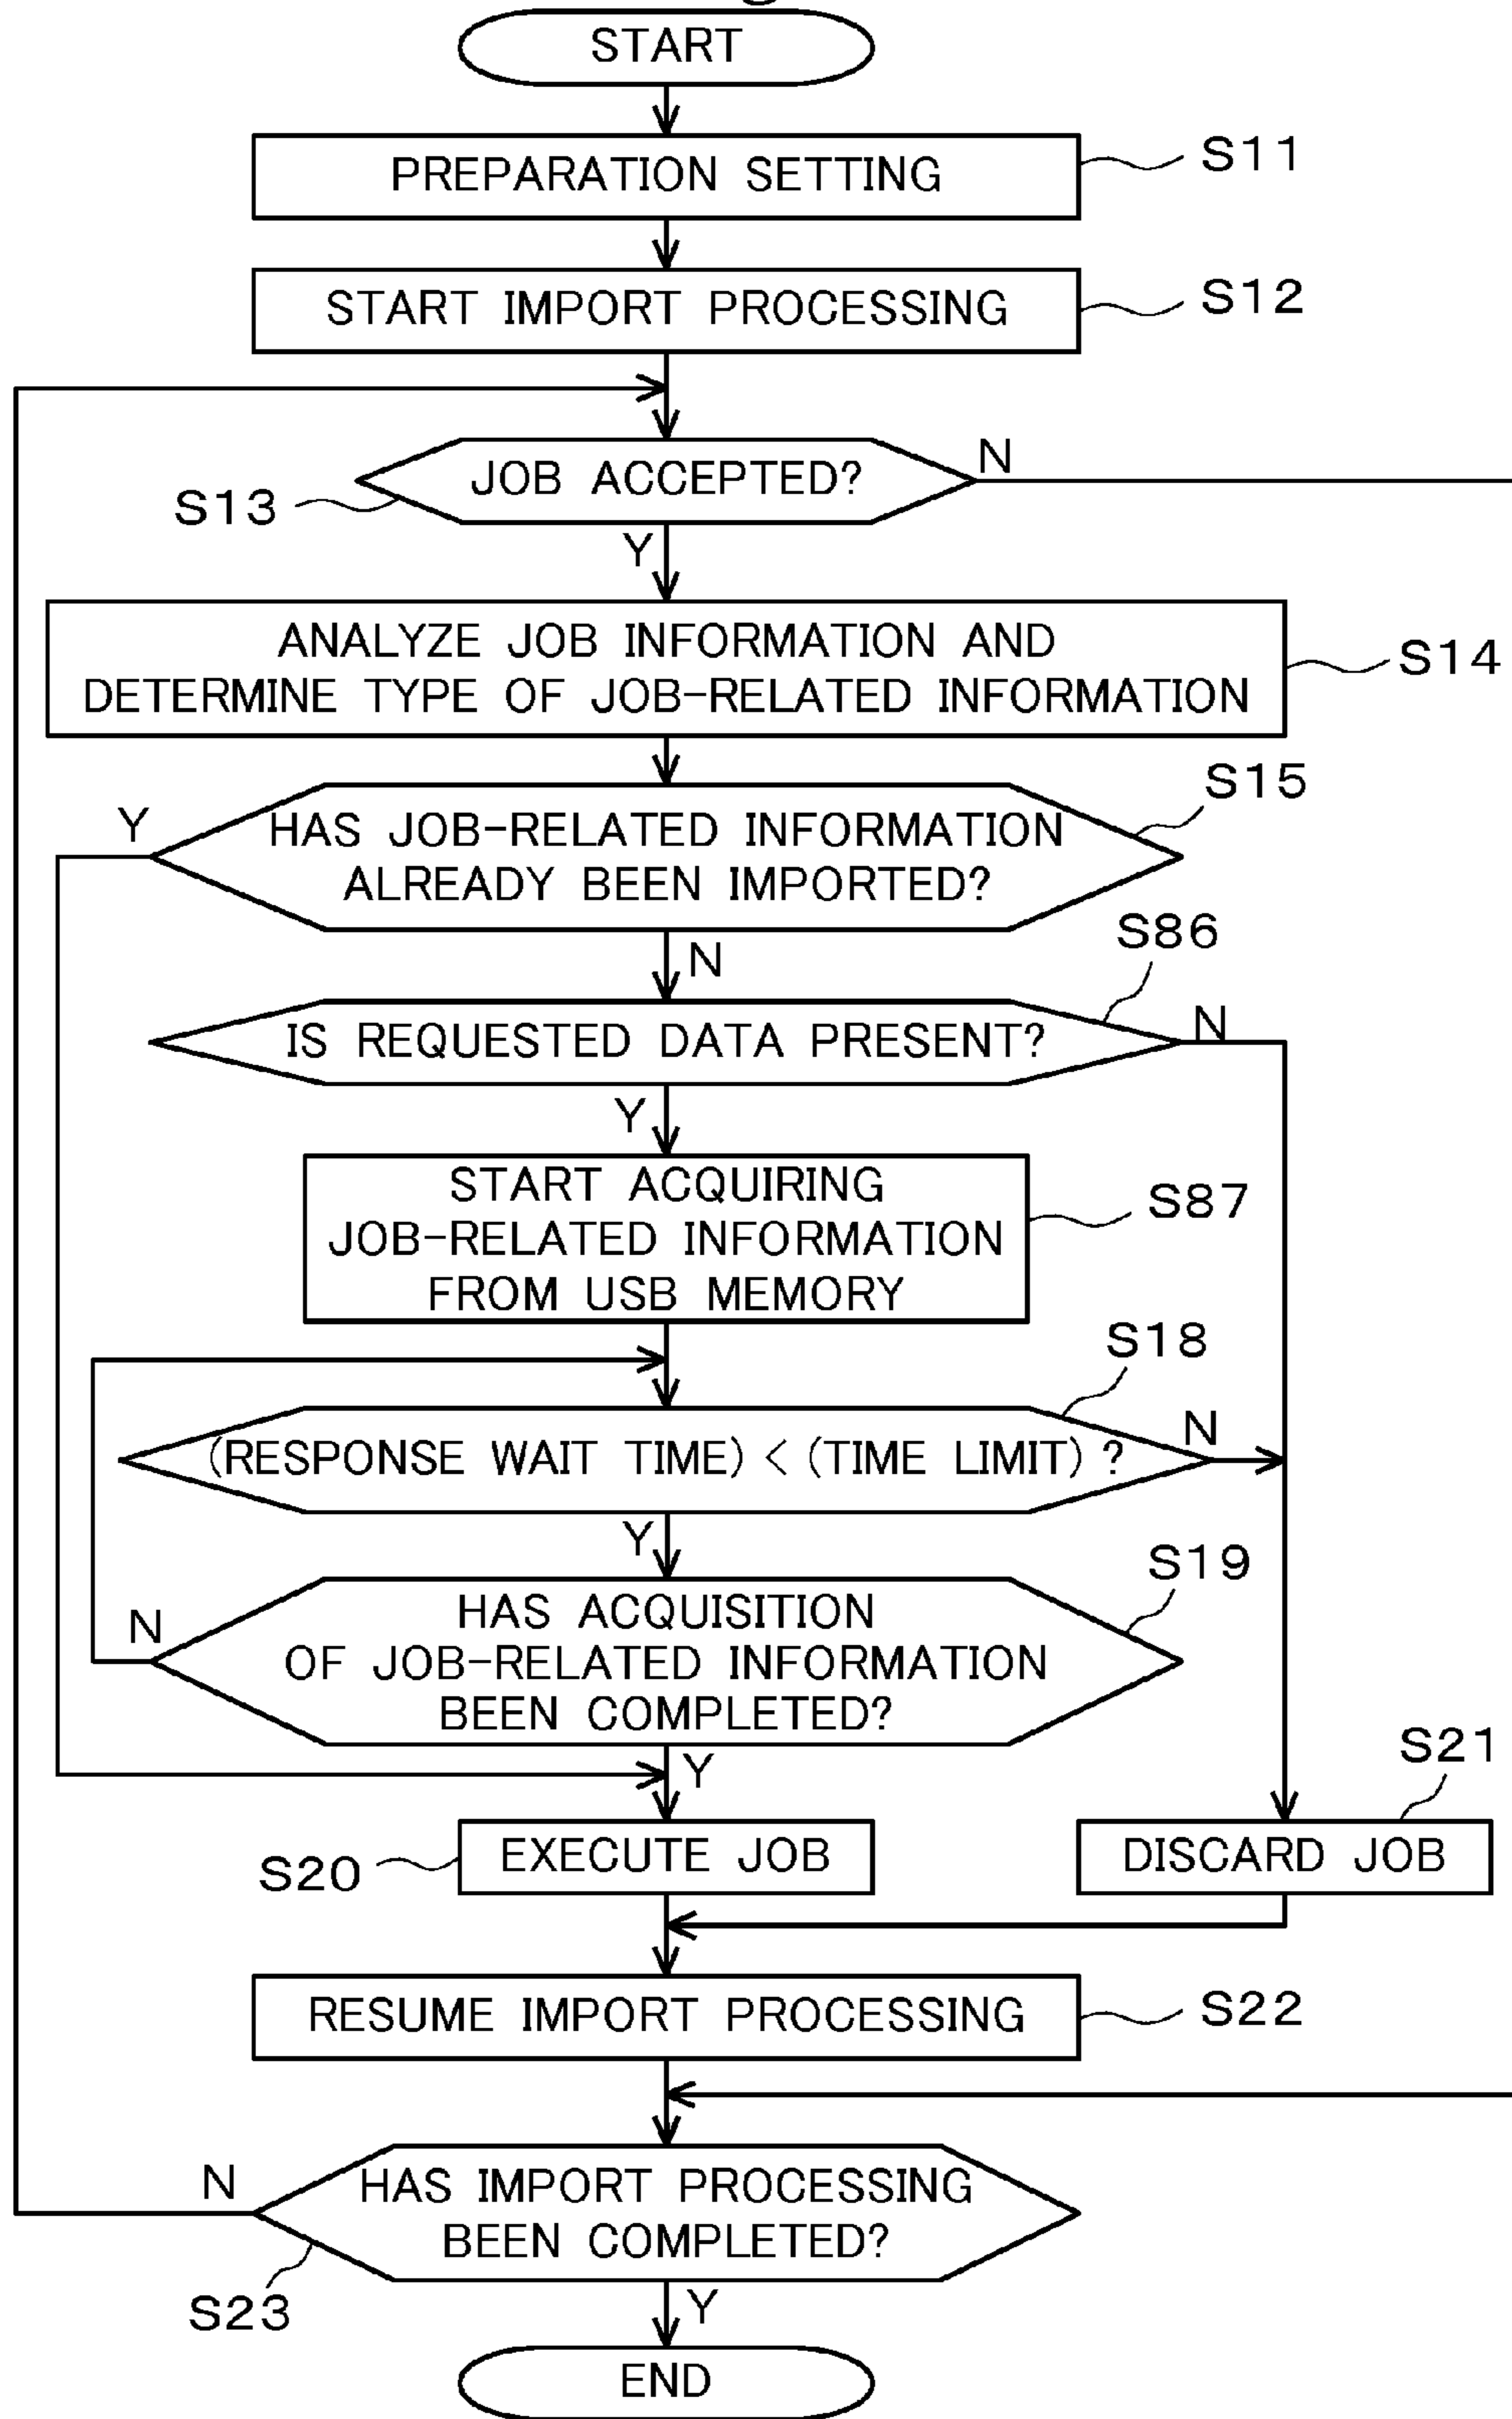 START
PREPARATION SETTING
S11
START IMPORT PROCESSING
S12
JOB ACCEPTED?
N
S13
Y
ANALYZE JOB INFORMATION AND
DETERMINE TYPE OF JOB-RELATED INFORMATION
S14
S15
Y
HAS JOB-RELATED INFORMATION
ALREADY BEEN IMPORTED?
S86
N
IS REQUESTED DATA PRESENT?
N
Y
START ACQUIRING
JOB-RELATED INFORMATION
FROM USB MEMORY
S87
S18
(RESPONSE WAIT TIME) < (TIME LIMIT) ?
N
Y
S19
N
HAS ACQUISITION
OF JOB-RELATED INFORMATION
BEEN COMPLETED?
Y
S21
S20
EXECUTE JOB
DISCARD JOB
RESUME IMPORT PROCESSING
S22
N
HAS IMPORT PROCESSING
BEEN COMPLETED?
S23
Y
END